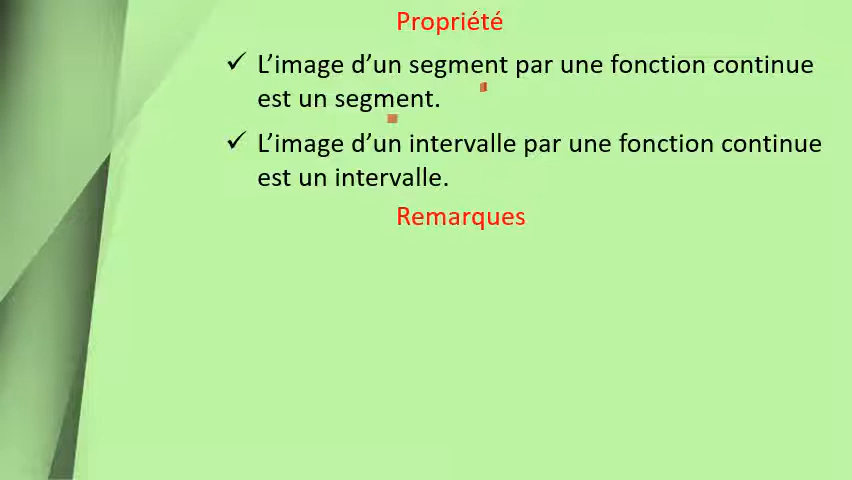 Propriété
✓ L’image d’un segment par une fonction continue
est un segment.
✓ L’image d’un intervalle par une fonction continue
est un intervalle.
Remarques